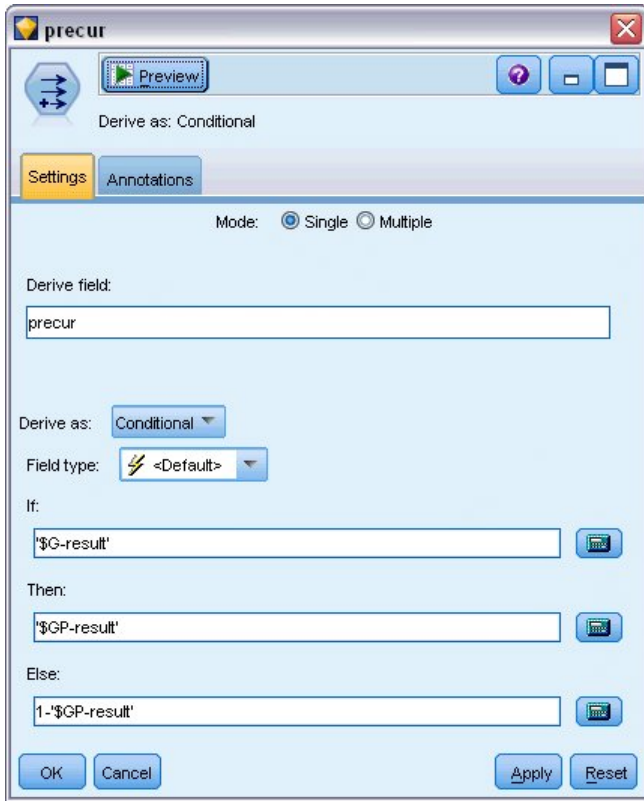 precur
Preview
Derive as: Conditional
Settings Annotations
Mode: Single Multiple
Derive field:
precur
Derive as: Conditional
Field type: <Default>
If:
'$G-result'
Then:
'$GP-result'
Else:
1-'$GP-result'
OK Cancel Apply Reset